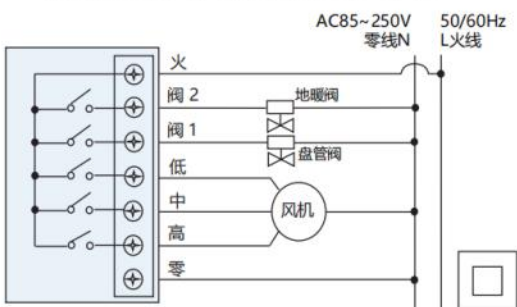 AC85~250V 50/60Hz
零线N L火线
火
阀 2 地暖阀
阀 1
盘管阀
低
中
风机
高
零